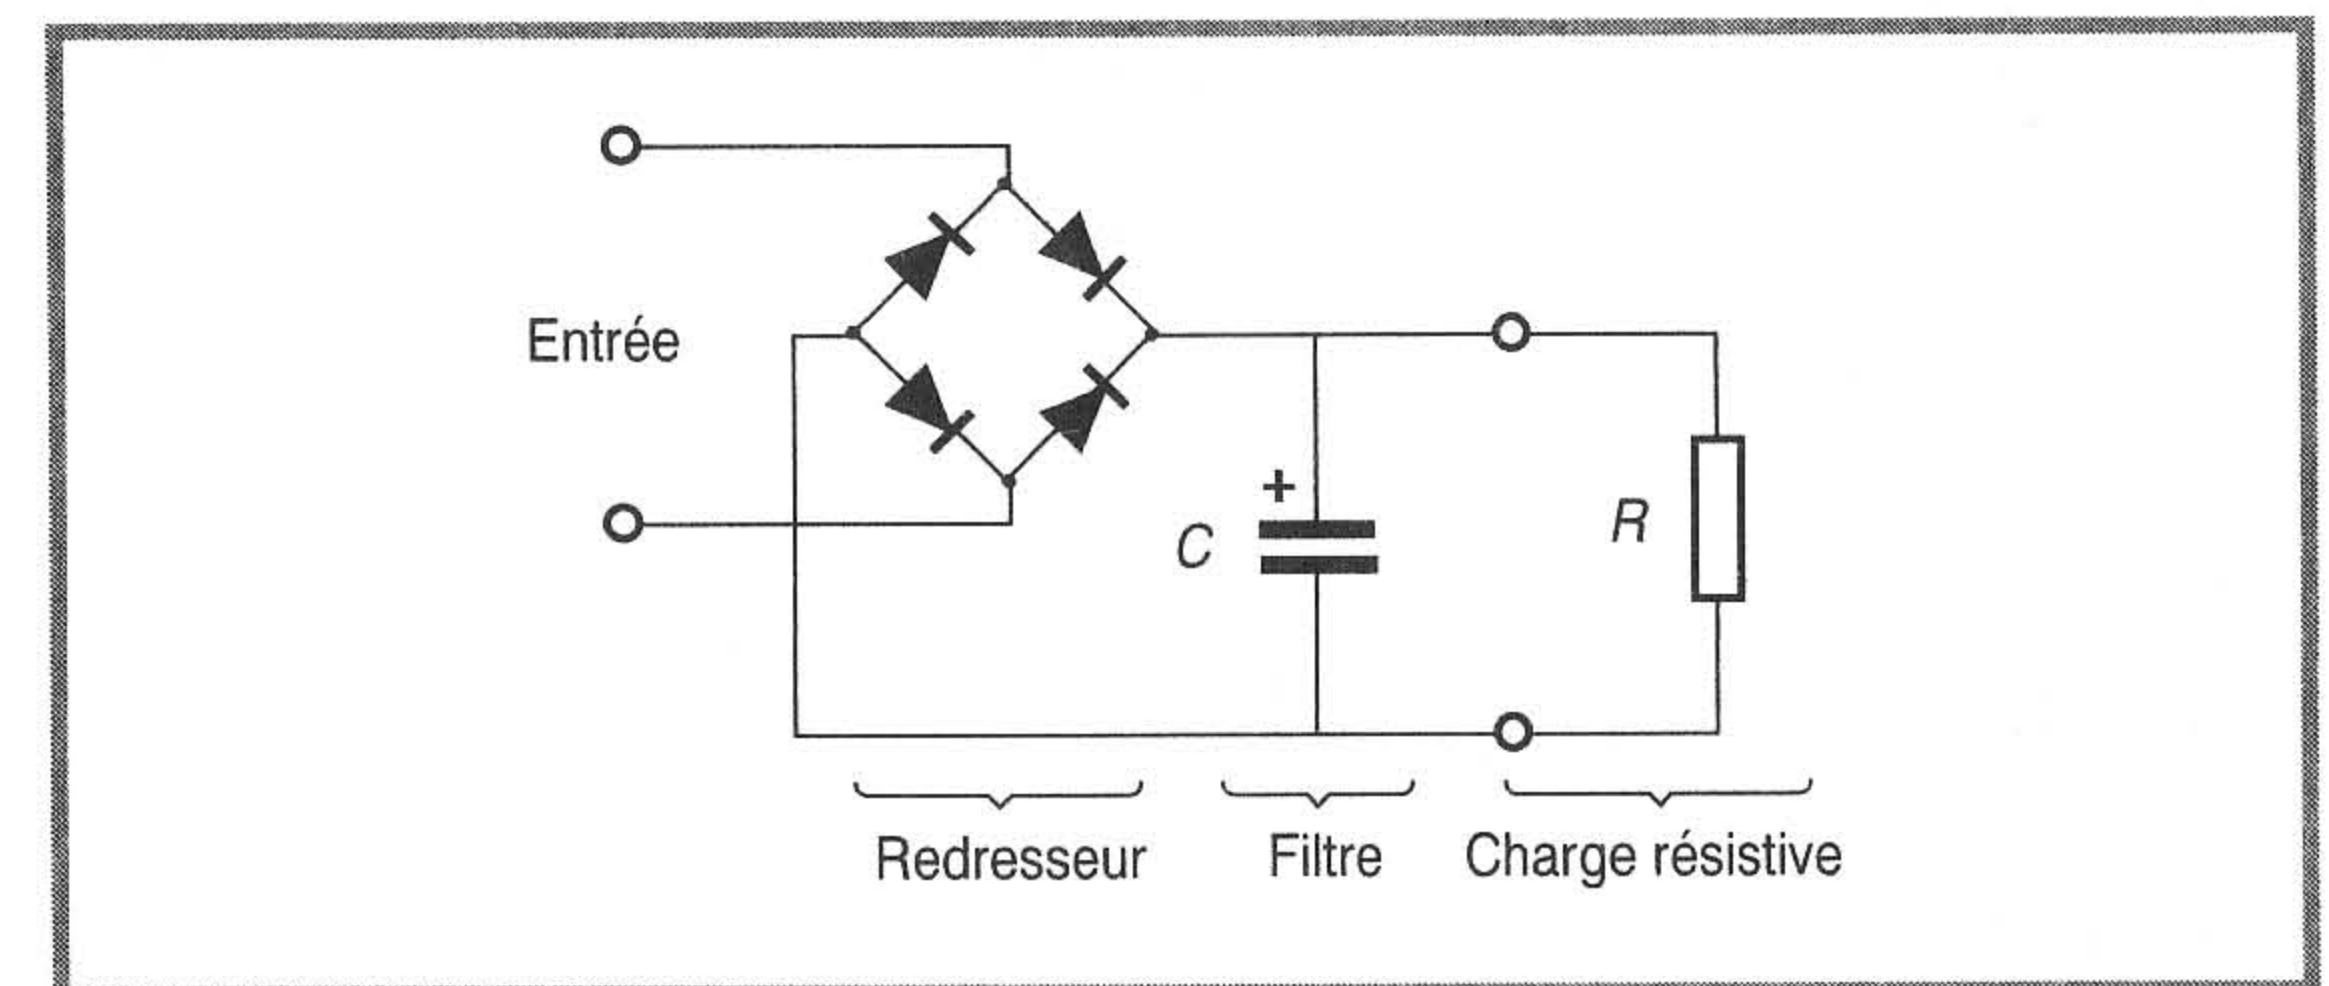 Entrée
+
C
R
Redresseur
Filtre
Charge résistive